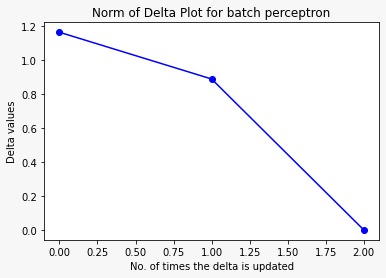 Norm of Delta Plot for batch perceptron
1.2
1.0
0.8
0.6
0.4
0.2
0.0
Delta values
0.00 0.25 0.50 0.75 1.00 1.25 1.50 1.75 2.00
No. of times the delta is updated